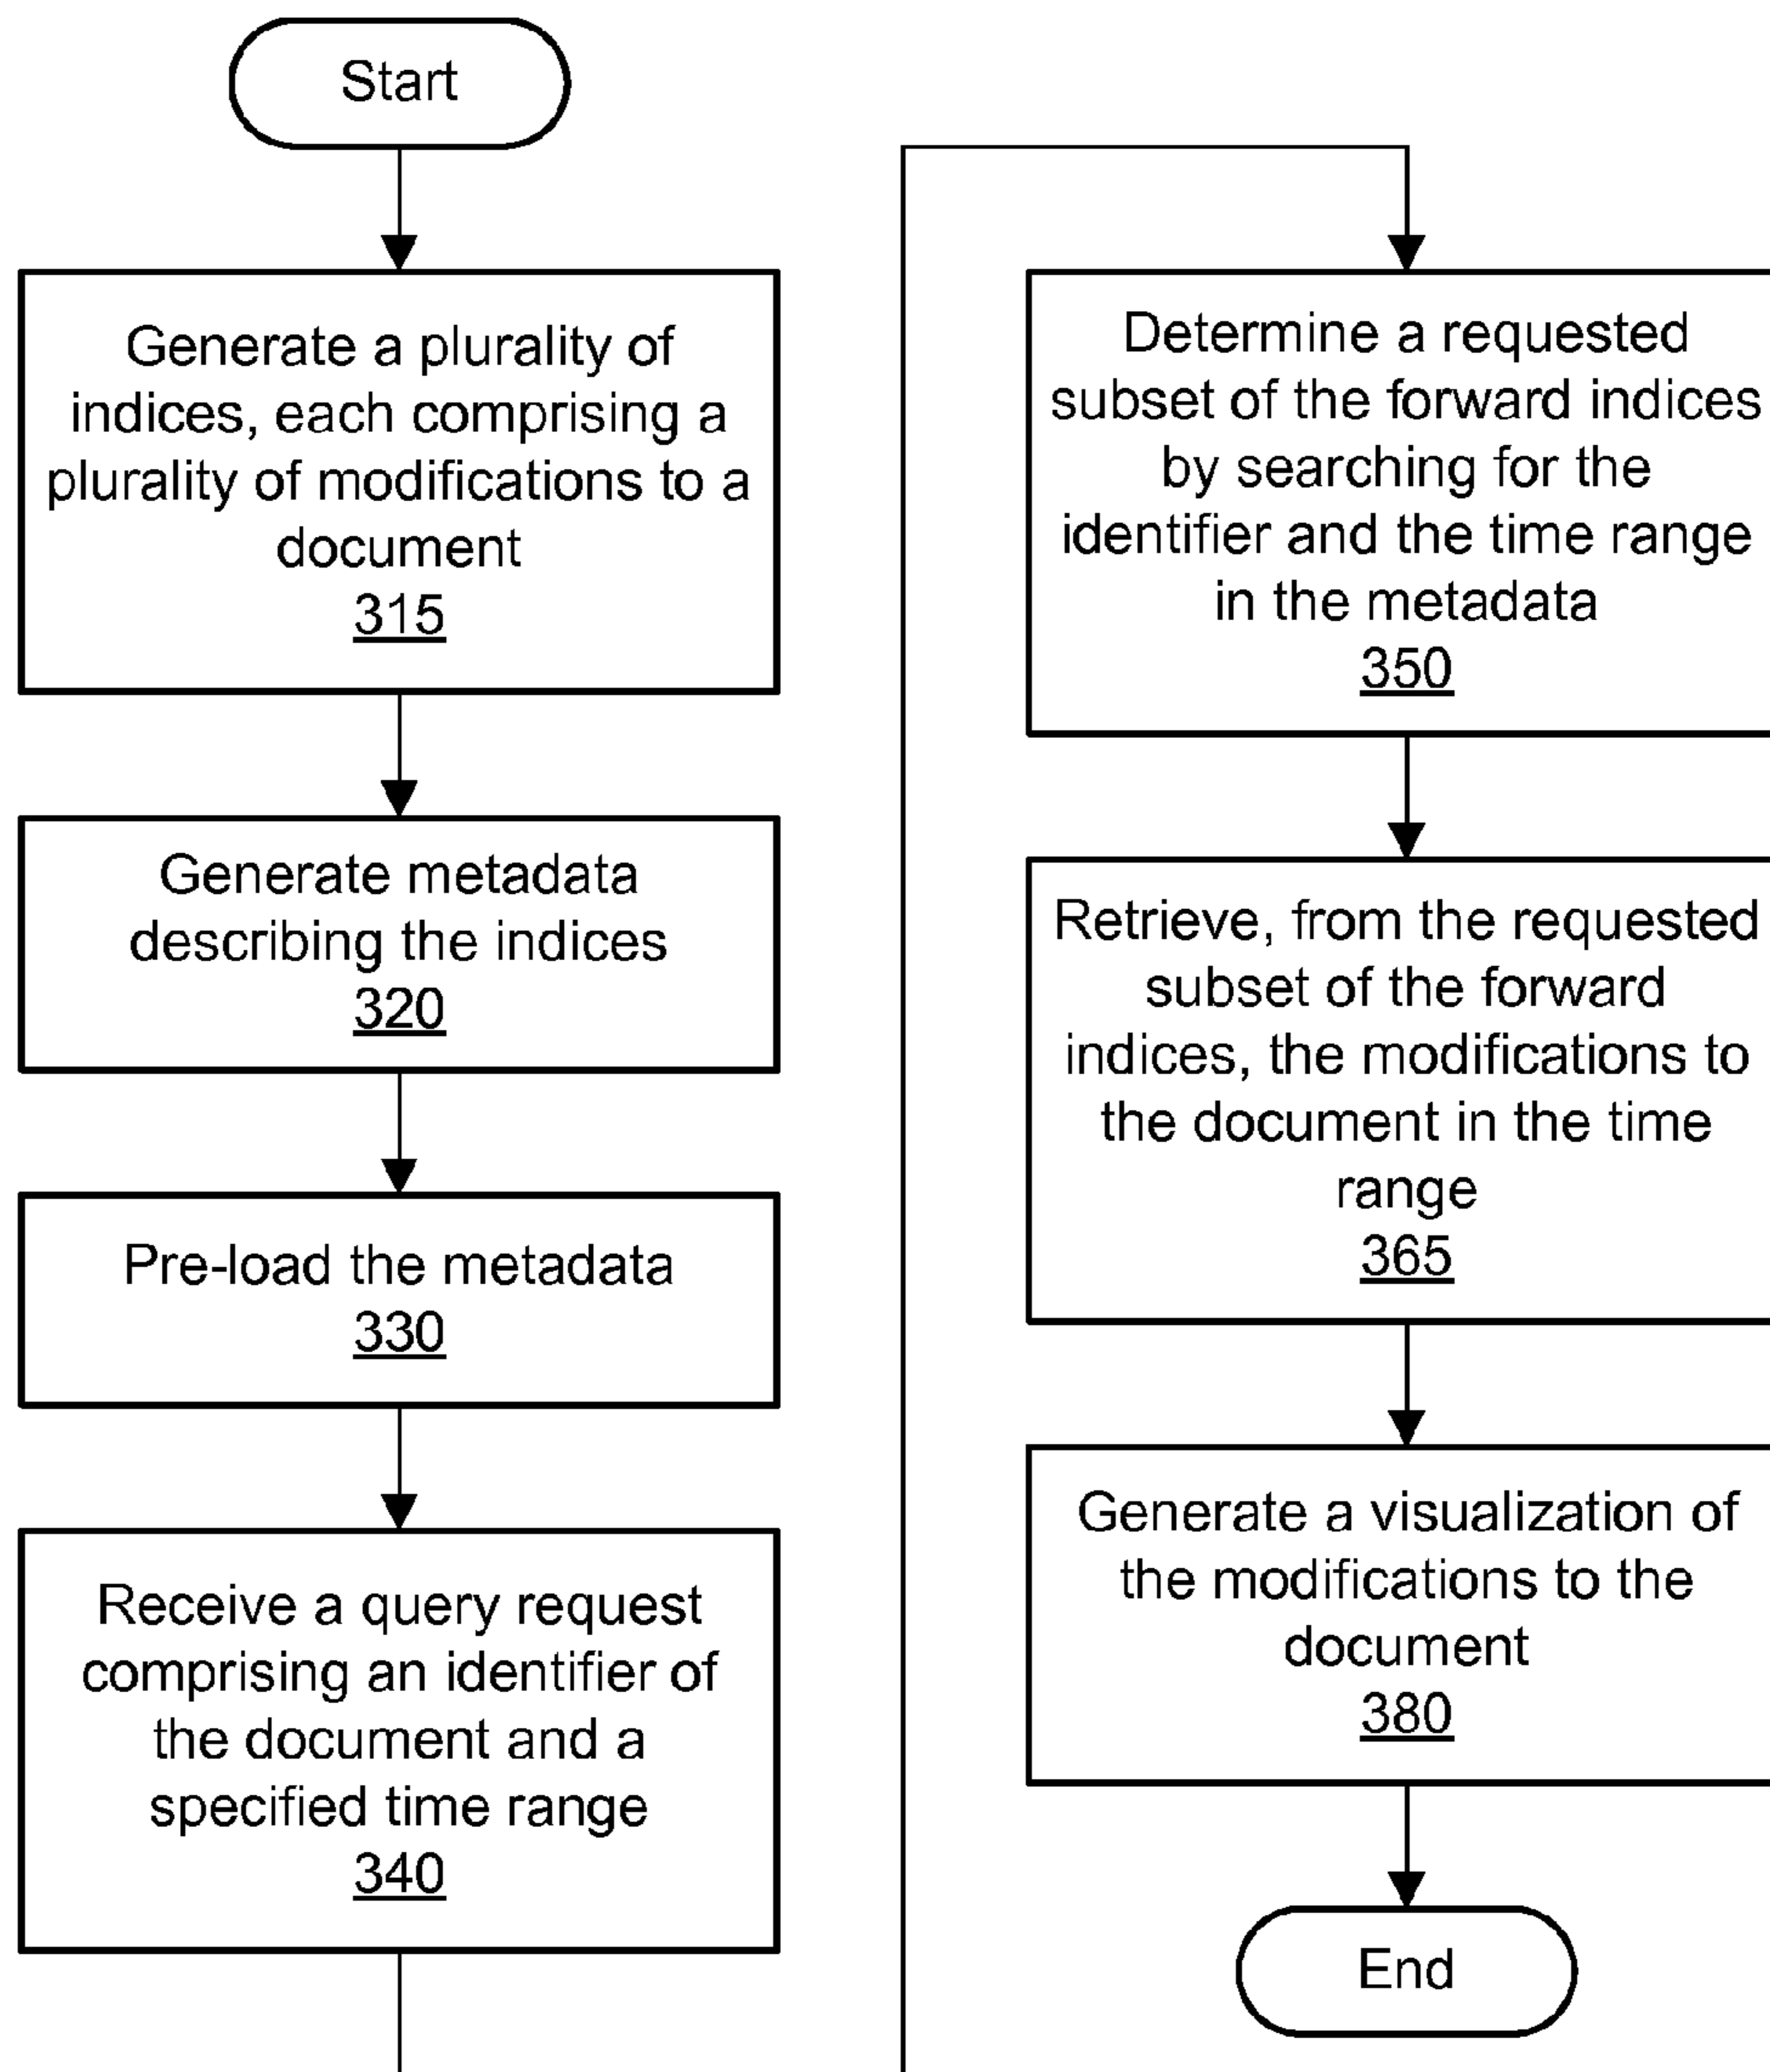 Start
Generate a plurality of
indices, each comprising a
plurality of modifications to a
document
315
Generate metadata
describing the indices
320
Pre-load the metadata
330
Receive a query request
comprising an identifier of
the document and a
specified time range
340
Determine a requested
subset of the forward indices
by searching for the
identifier and the time range
in the metadata
350
Retrieve, from the requested
subset of the forward
indices, the modifications to
the document in the time
range
365
Generate a visualization of
the modifications to the
document
380
End